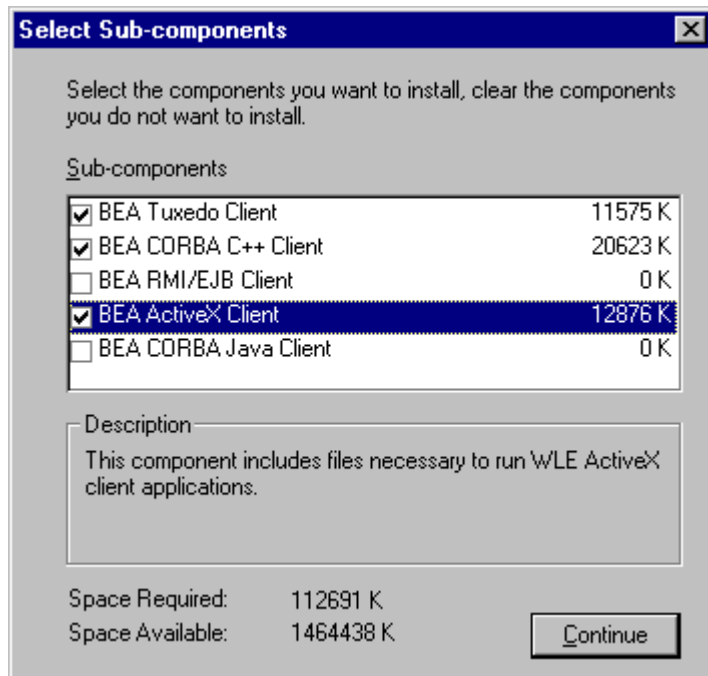 Select Sub-components
Select the components you want to install, clear the components
you do not want to install.
Sub-components
BEA Tuxedo Client 11575 K
BEA CORBA C++ Client 20623 K
BEA RMI/EJB Client 0 K
BEA ActiveX Client 12876 K
BEA CORBA Java Client 0 K
Description
This component includes files necessary to run WLE ActiveX
client applications.
Space Required: 112691 K
Space Available: 1464438 K
Continue